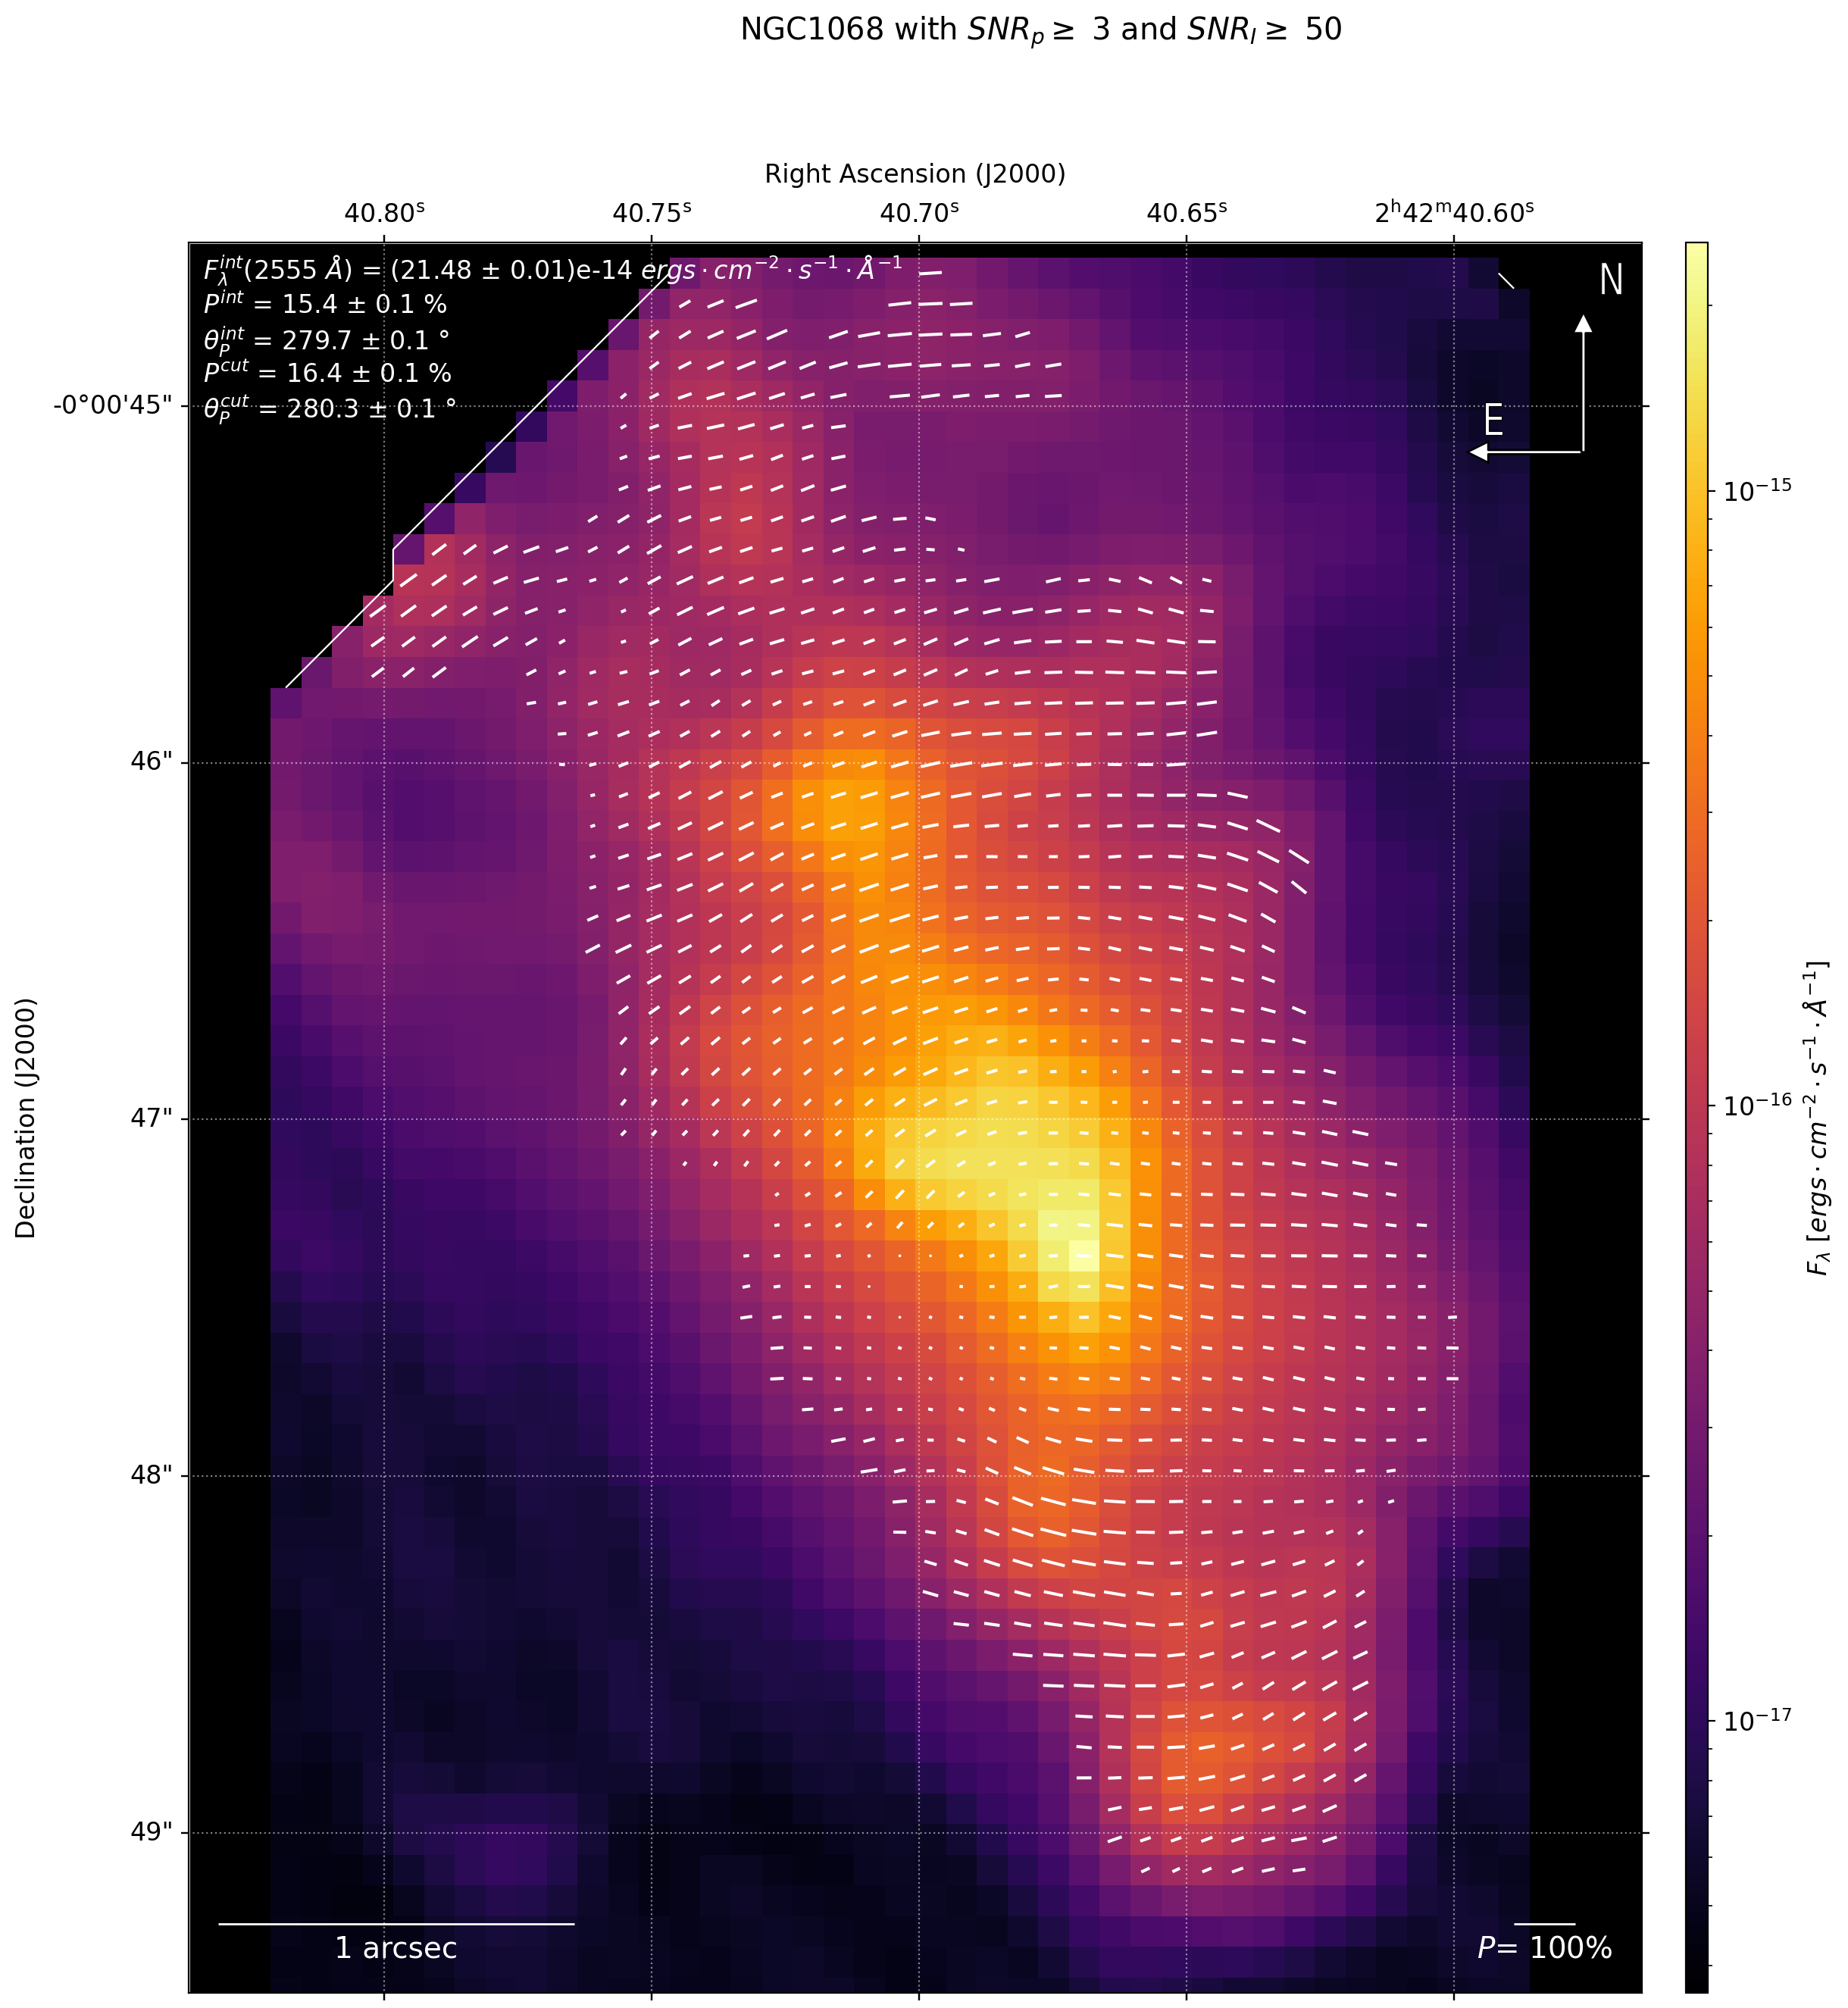 NGC1068 with SNR_p ≥ 3 and SNR_I ≥ 50
Right Ascension (J2000)
40.80ˢ 40.75ˢ 40.70ˢ 40.65ˢ 2ʰ42ᵐ40.60ˢ
F_λ^int(2555 Å) = (21.48 ± 0.01)e-14 ergs · cm⁻² · s⁻¹ · Å⁻¹
P^int = 15.4 ± 0.1 %
θ_P^int = 279.7 ± 0.1 °
P^cut = 16.4 ± 0.1 %
θ_P^cut = 280.3 ± 0.1 °
N
E
-0°00'45"
46"
47"
48"
49"
Declination (J2000)
1 arcsec
P= 100%
10⁻¹⁵
10⁻¹⁶
10⁻¹⁷
F_λ [ergs · cm⁻² · s⁻¹ · Å⁻¹]